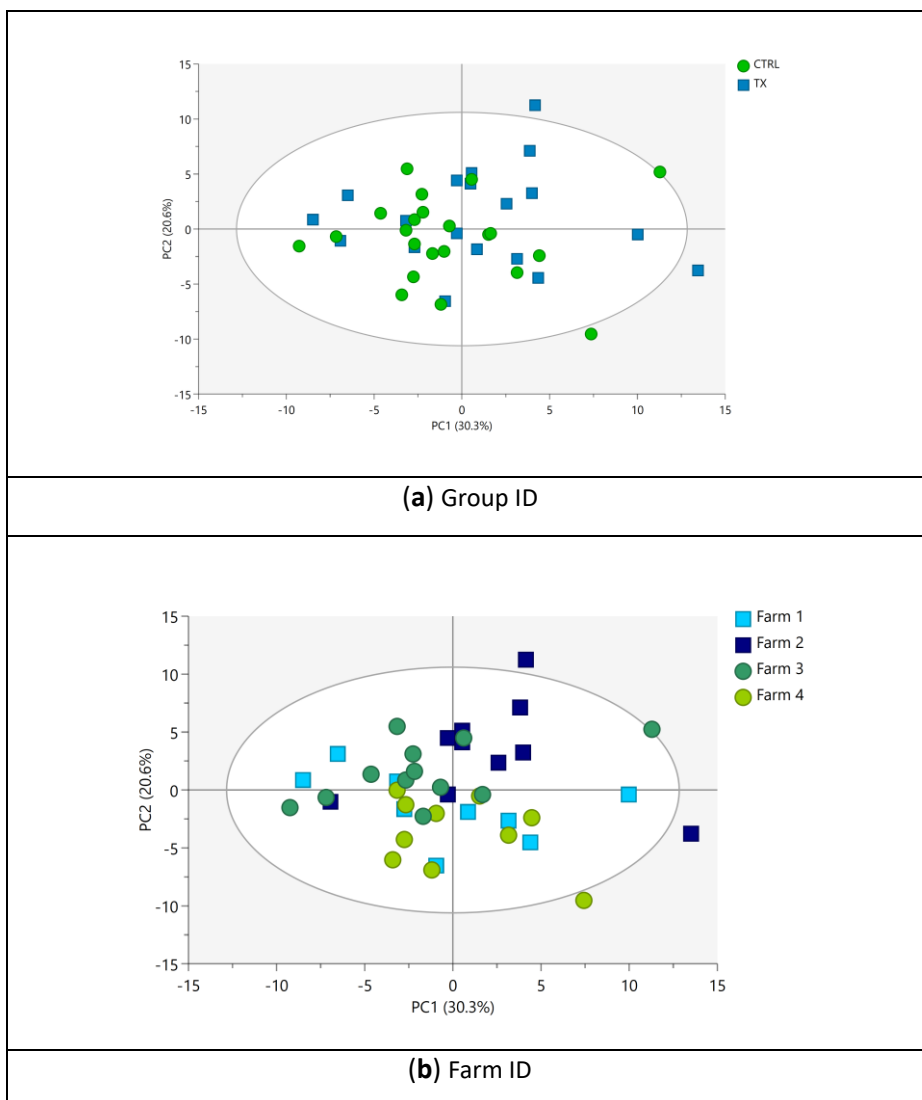 CTRL
TX
15
10
5
0
-5
-10
-15
PC2 (20.6%)
-15 -10 -5 0 5 10 15
PC1 (30.3%)
(a) Group ID
Farm 1
Farm 2
Farm 3
Farm 4
15
10
5
0
-5
-10
-15
PC2 (20.6%)
-15 -10 -5 0 5 10 15
PC1 (30.3%)
(b) Farm ID